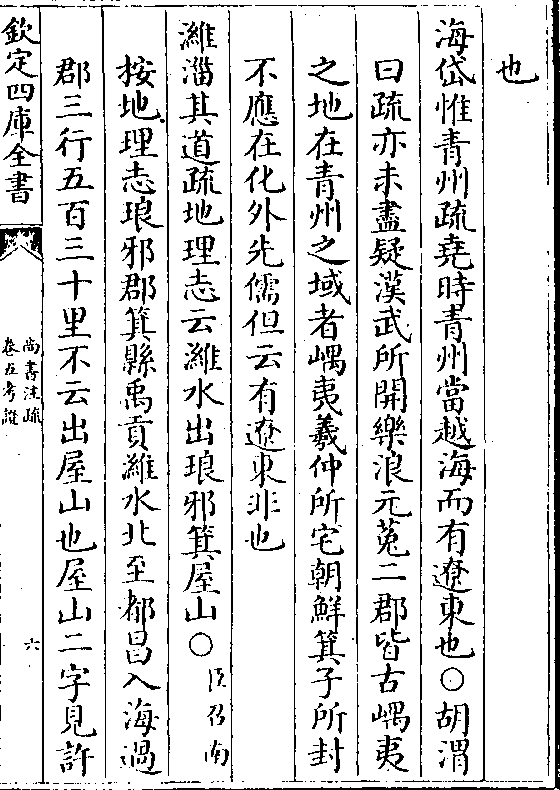 也
海岱惟青州疏堯時青州當越海而有遼東也○胡渭
曰疏亦未盡疑漢武所開樂浪元菟二郡皆古嵎夷
之地在青州之域者嵎夷羲仲所宅朝鮮箕子所封
不應在化外先儒但云有遼東非也
濰淄其道疏地理志云濰水出琅邪箕屋山○臣召南
按地理志琅邪郡箕縣禹貢濰水北至都昌入海過
郡三行五百三十里不云出屋山也屋山二字見許
欽定四庫全書
尚書注疏
卷五考證
六